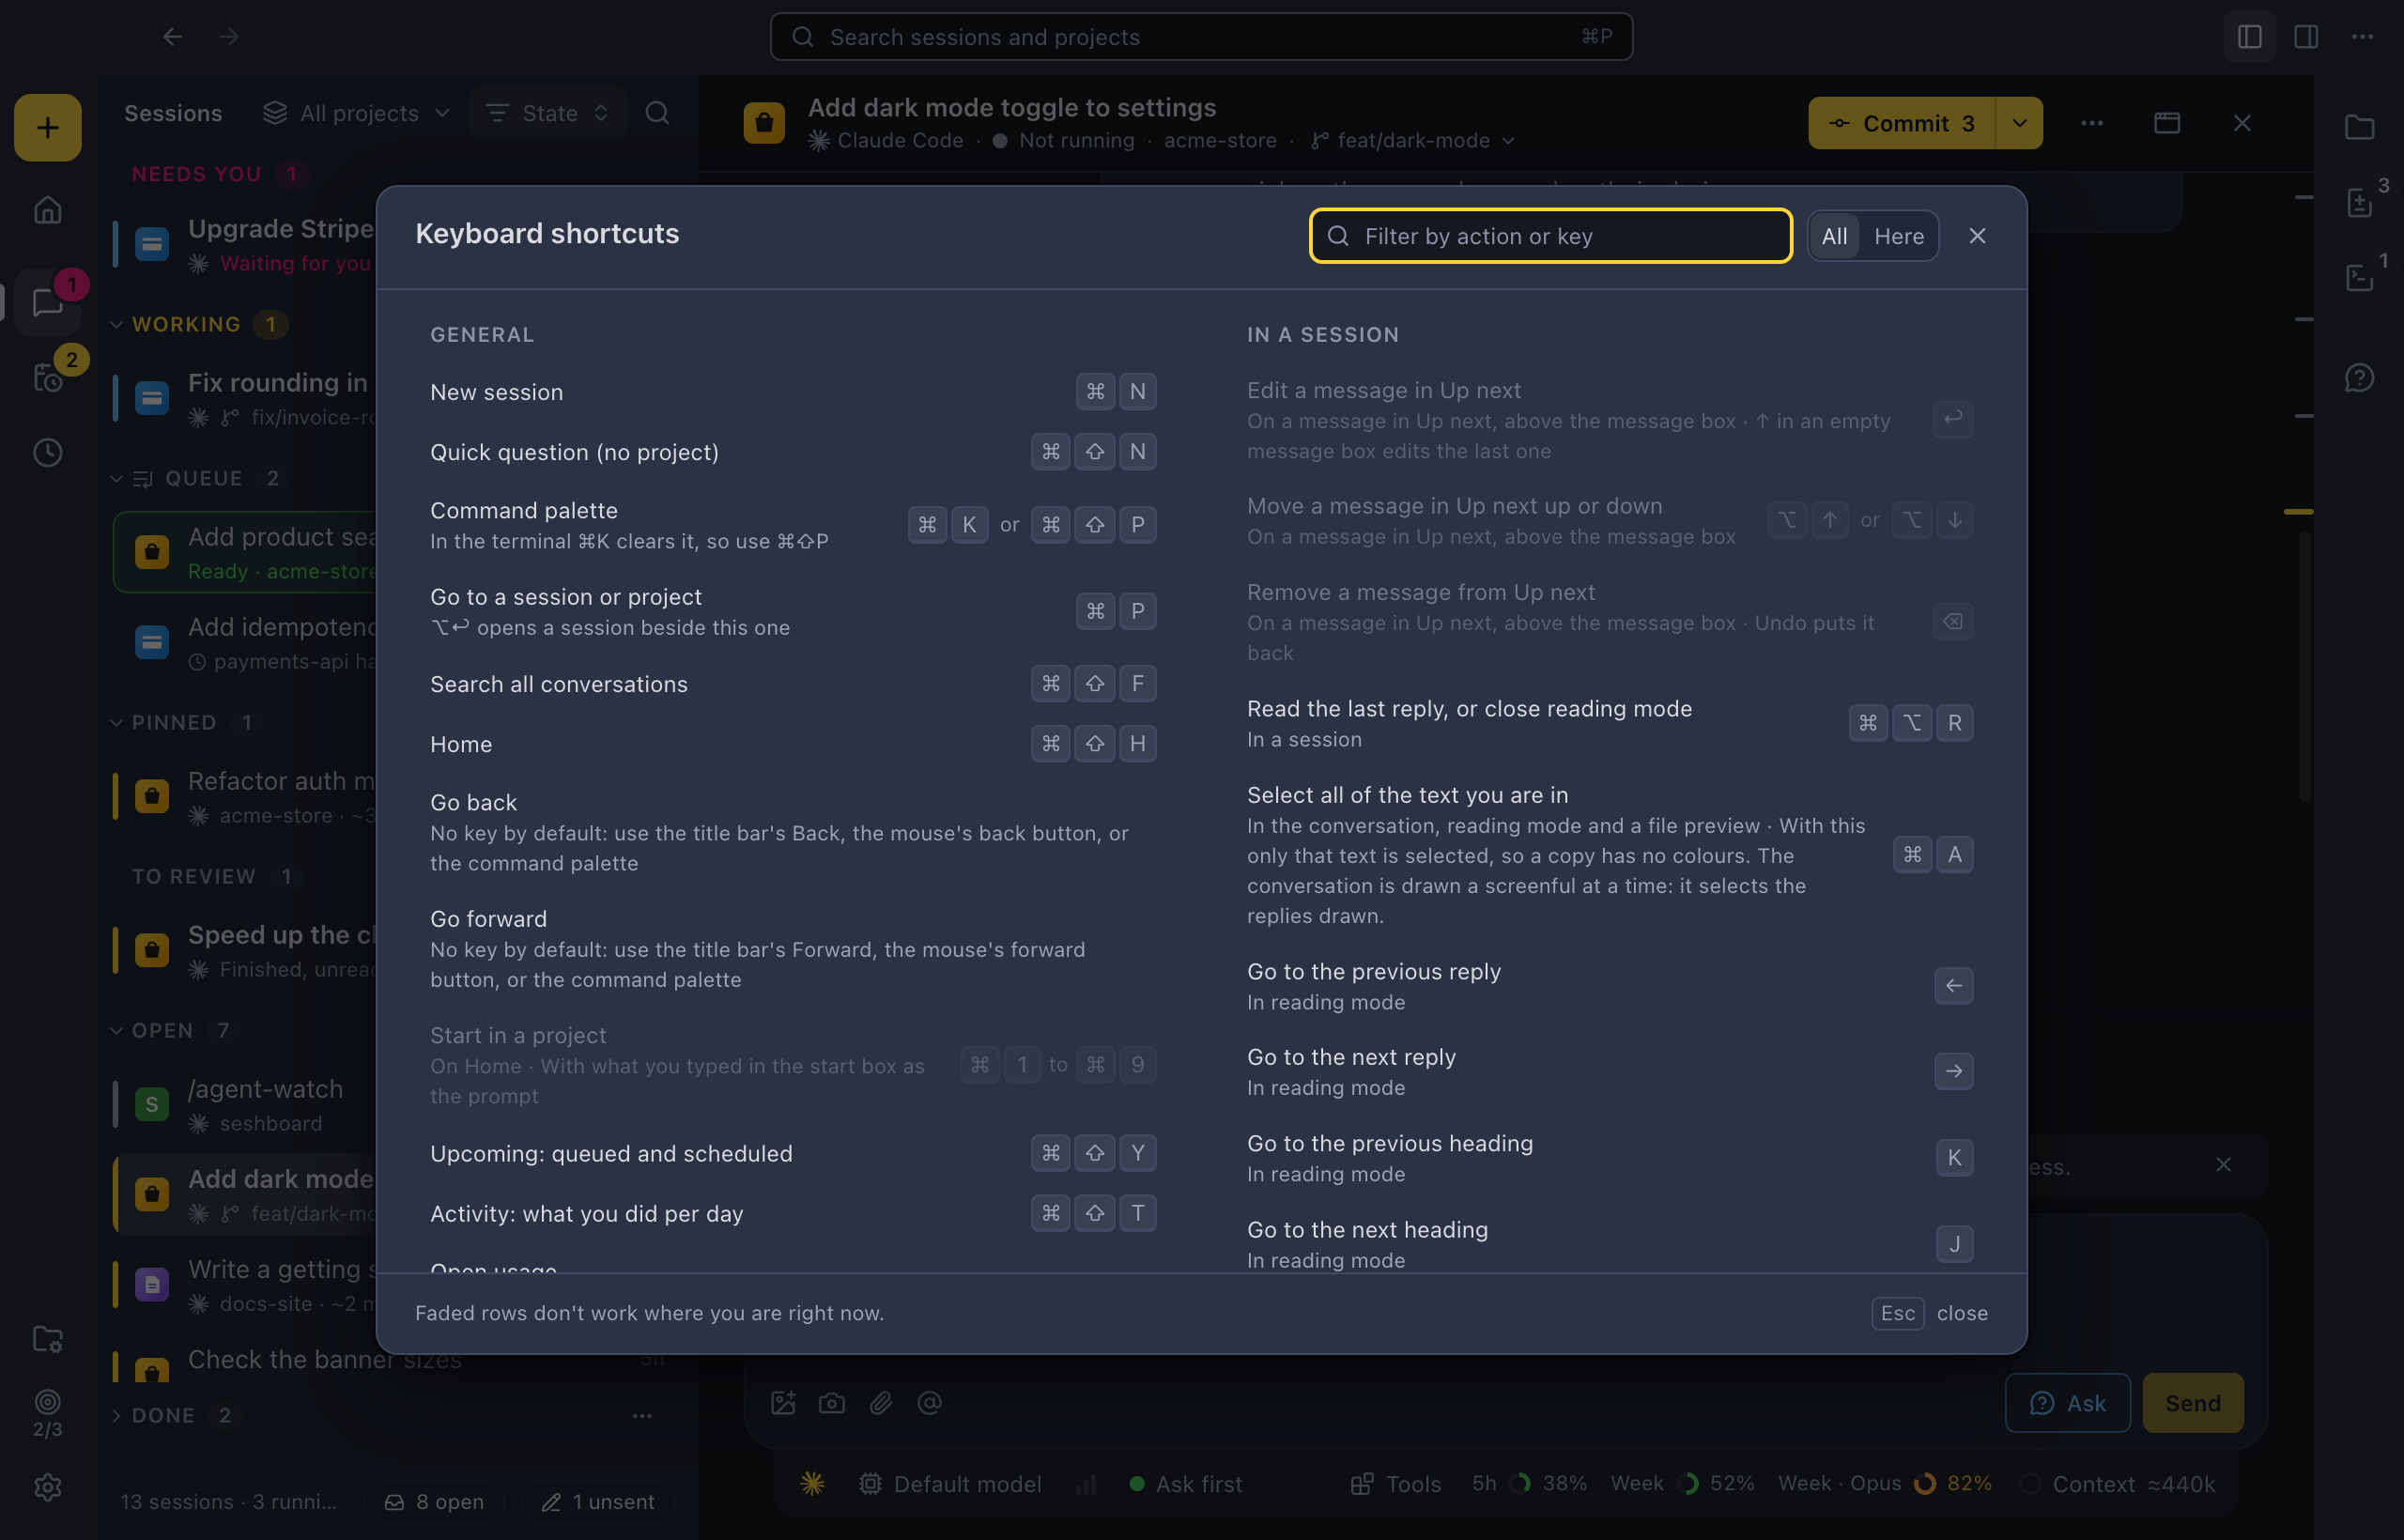 Search sessions and projects ⌘P
Sessions All projects State
NEEDS YOU 1
Upgrade Stripe
Waiting for you
WORKING 1
Fix rounding in
fix/invoice-ro
QUEUE 2
Add product sea
Ready · acme-store
Add idempotenc
payments-api ha
PINNED 1
Refactor auth m
acme-store · ~3
TO REVIEW 1
Speed up the c
Finished, unread
OPEN 7
S
/agent-watch
seshboard
Add dark mode
feat/dark-mo
Write a getting s
docs-site · ~2 m
Check the banner sizes 5h
DONE 2
13 sessions · 3 runni... 8 open 1 unsent
1
2
2/3
Add dark mode toggle to settings
Claude Code · Not running · acme-store · feat/dark-mode
Commit 3
3
1
Keyboard shortcuts
Filter by action or key
All Here
GENERAL
New session ⌘ N
Quick question (no project) ⌘ ⇧ N
Command palette ⌘ K or ⌘ ⇧ P
In the terminal ⌘K clears it, so use ⌘⇧P
Go to a session or project ⌘ P
⌥↩ opens a session beside this one
Search all conversations ⌘ ⇧ F
Home ⌘ ⇧ H
Go back
No key by default: use the title bar's Back, the mouse's back button, or
the command palette
Go forward
No key by default: use the title bar's Forward, the mouse's forward
button, or the command palette
Start in a project
On Home · With what you typed in the start box as
the prompt
⌘ 1 to ⌘ 9
Upcoming: queued and scheduled ⌘ ⇧ Y
Activity: what you did per day ⌘ ⇧ T
Open usage
IN A SESSION
Edit a message in Up next
On a message in Up next, above the message box · ↑ in an empty
message box edits the last one
↩
Move a message in Up next up or down
On a message in Up next, above the message box
⌥ ↑ or ⌥ ↓
Remove a message from Up next
On a message in Up next, above the message box · Undo puts it
back
⌫
Read the last reply, or close reading mode
In a session
⌘ ⌥ R
Select all of the text you are in
In the conversation, reading mode and a file preview · With this
only that text is selected, so a copy has no colours. The
conversation is drawn a screenful at a time: it selects the
replies drawn.
⌘ A
Go to the previous reply
In reading mode
←
Go to the next reply
In reading mode
→
Go to the previous heading
In reading mode
K
Go to the next heading
In reading mode
J
Faded rows don't work where you are right now.
Esc close
ess.
Ask Send
Default model Ask first Tools 5h 38% Week 52% Week · Opus 82% Context ≈440k